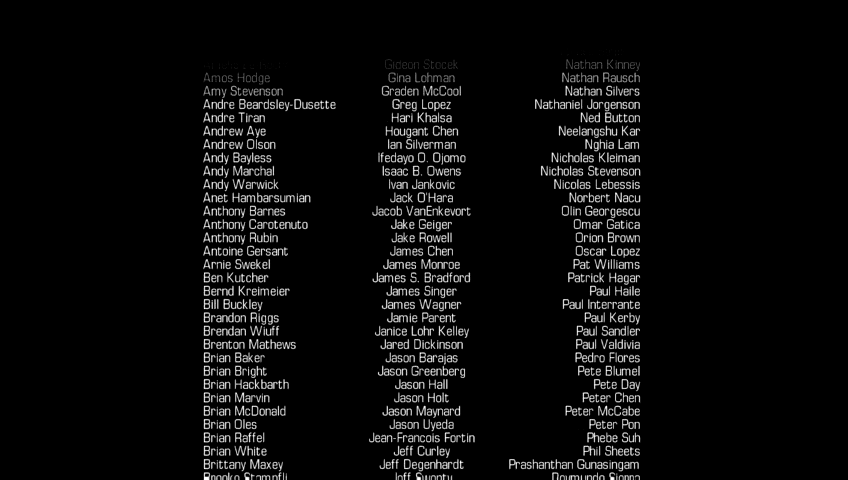 Gideon Stocek Nathan Kinney
Amos Hodge Gina Lohman Nathan Rausch
Amy Stevenson Graden McCool Nathan Silvers
Andre Beardsley-Dusette Greg Lopez Nathaniel Jorgenson
Andre Tiran Hari Khalsa Ned Button
Andrew Aye Hougant Chen Neelangshu Kar
Andrew Olson Ian Silverman Nghia Lam
Andy Bayless Ifedayo O. Ojomo Nicholas Kleiman
Andy Marchal Isaac B. Owens Nicholas Stevenson
Andy Warwick Ivan Jankovic Nicolas Lebessis
Anet Hambarsumian Jack O'Hara Norbert Nacu
Anthony Barnes Jacob VanEnkevort Olin Georgescu
Anthony Carotenuto Jake Geiger Omar Gatica
Anthony Rubin Jake Rowell Orion Brown
Antoine Gersant James Chen Oscar Lopez
Arnie Swekel James Monroe Pat Williams
Ben Kutcher James S. Bradford Patrick Hagar
Bernd Kreimeier James Singer Paul Haile
Bill Buckley James Wagner Paul Interrante
Brandon Riggs Jamie Parent Paul Kerby
Brendan Wiuff Janice Lohr Kelley Paul Sandler
Brenton Mathews Jared Dickinson Paul Valdivia
Brian Baker Jason Barajas Pedro Flores
Brian Bright Jason Greenberg Pete Blumel
Brian Hackbarth Jason Hall Pete Day
Brian Marvin Jason Holt Peter Chen
Brian McDonald Jason Maynard Peter McCabe
Brian Oles Jason Uyeda Peter Pon
Brian Raffel Jean-Francois Fortin Phebe Suh
Brian White Jeff Curley Phil Sheets
Brittany Maxey Jeff Degenhardt Prashanthan Gunasingam